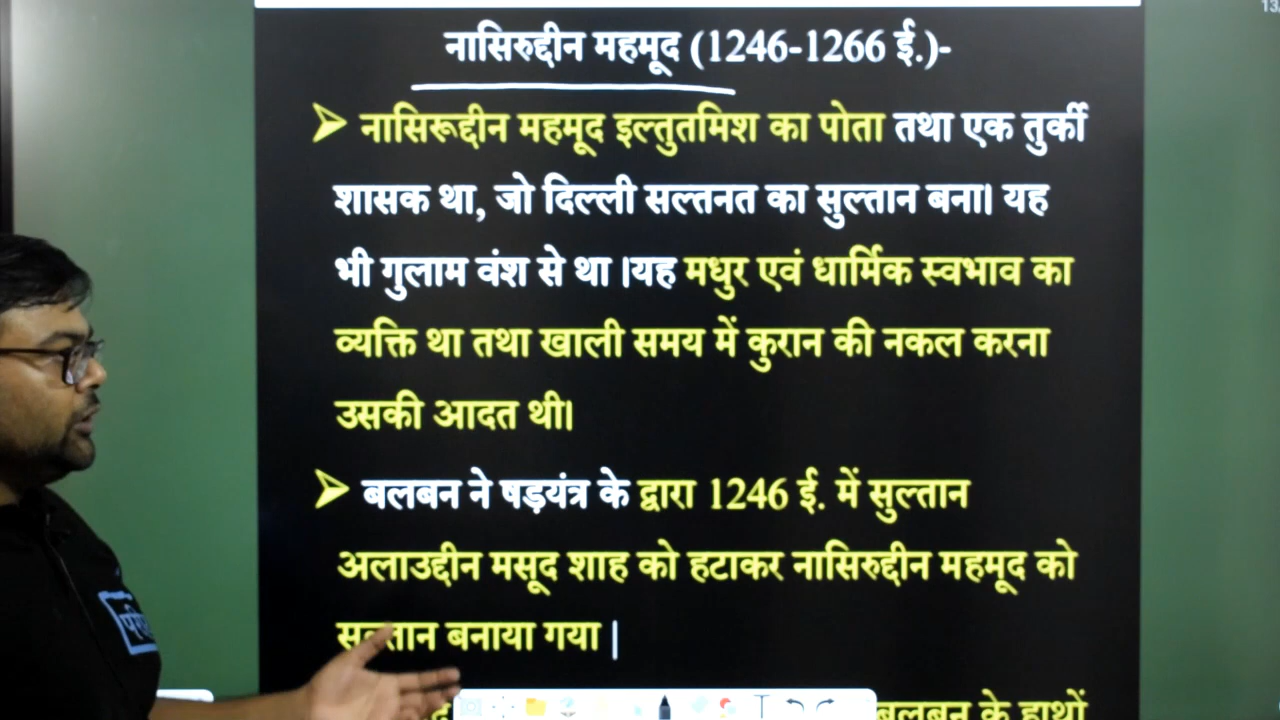 13
नासिरुद्दीन महमूद (1246-1266 ई.)-
➢ नासिरूद्दीन महमूद इल्तुतमिश का पोता तथा एक तुर्की
शासक था, जो दिल्ली सल्तनत का सुल्तान बना। यह
भी गुलाम वंश से था ।यह मधुर एवं धार्मिक स्वभाव का
व्यक्ति था तथा खाली समय में कुरान की नकल करना
उसकी आदत थी।
➢ बलबन ने षड़यंत्र के द्वारा 1246 ई. में सुल्तान
अलाउद्दीन मसूद शाह को हटाकर नासिरुद्दीन महमूद को
सुल्तान बनाया गया |
बलबन के हाथों